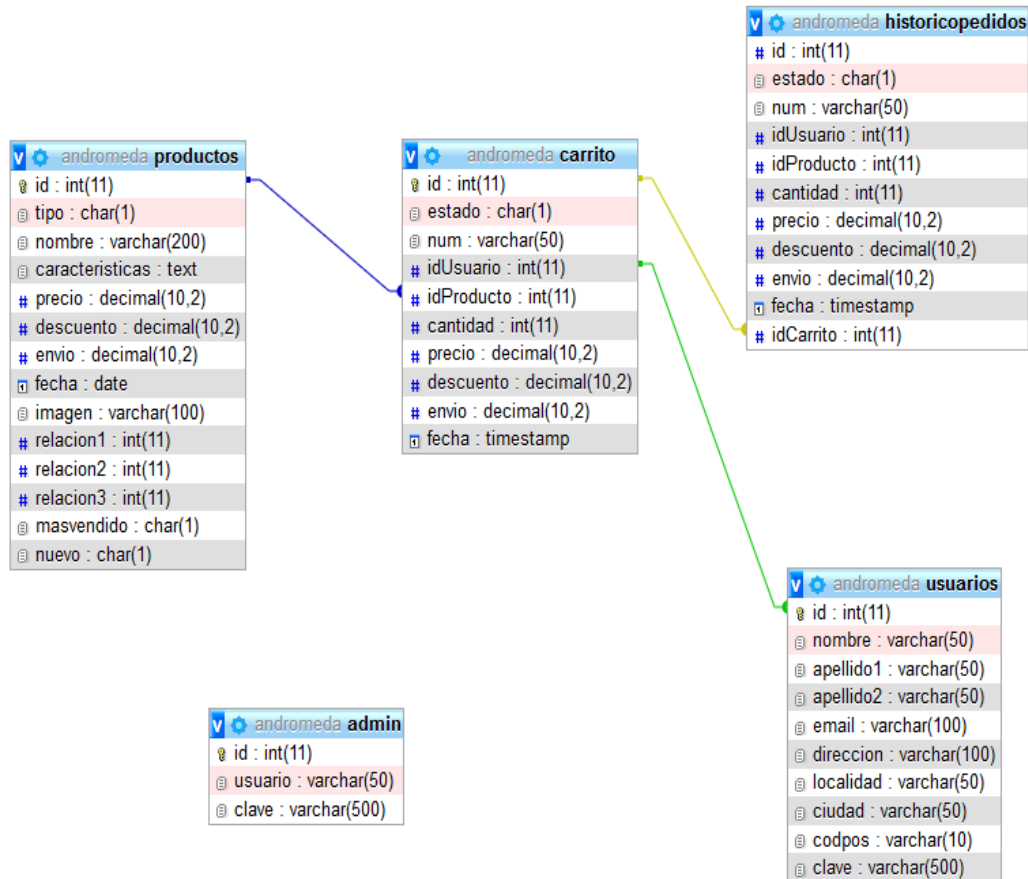 andromeda productos
id : int(11)
tipo : char(1)
nombre : varchar(200)
caracteristicas : text
precio : decimal(10,2)
descuento : decimal(10,2)
envio : decimal(10,2)
fecha : date
imagen : varchar(100)
relacion1 : int(11)
relacion2 : int(11)
relacion3 : int(11)
masvendido : char(1)
nuevo : char(1)
andromeda carrito
id : int(11)
estado : char(1)
num : varchar(50)
idUsuario : int(11)
idProducto : int(11)
cantidad : int(11)
precio : decimal(10,2)
descuento : decimal(10,2)
envio : decimal(10,2)
fecha : timestamp
andromeda historicopedidos
id : int(11)
estado : char(1)
num : varchar(50)
idUsuario : int(11)
idProducto : int(11)
cantidad : int(11)
precio : decimal(10,2)
descuento : decimal(10,2)
envio : decimal(10,2)
fecha : timestamp
idCarrito : int(11)
andromeda admin
id : int(11)
usuario : varchar(50)
clave : varchar(500)
andromeda usuarios
id : int(11)
nombre : varchar(50)
apellido1 : varchar(50)
apellido2 : varchar(50)
email : varchar(100)
direccion : varchar(100)
localidad : varchar(50)
ciudad : varchar(50)
codpos : varchar(10)
clave : varchar(500)